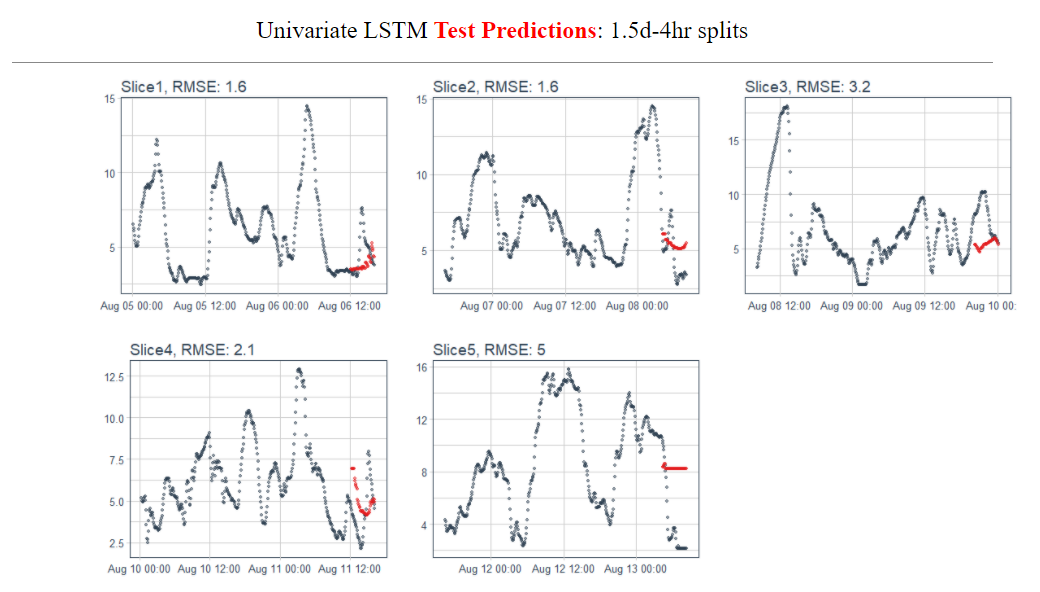 Univariate LSTM Test Predictions: 1.5d-4hr splits
Slice1, RMSE: 1.6
15
10
5
Aug 05 00:00 Aug 05 12:00 Aug 06 00:00 Aug 06 12:00
Slice2, RMSE: 1.6
15
10
5
Aug 07 00:00 Aug 07 12:00 Aug 08 00:00
Slice3, RMSE: 3.2
15
10
5
Aug 08 12:00 Aug 09 00:00 Aug 09 12:00 Aug 10 00:
Slice4, RMSE: 2.1
12.5
10.0
7.5
5.0
2.5
Aug 10 00:00 Aug 10 12:00 Aug 11 00:00 Aug 11 12:00
Slice5, RMSE: 5
16
12
8
4
Aug 12 00:00 Aug 12 12:00 Aug 13 00:00